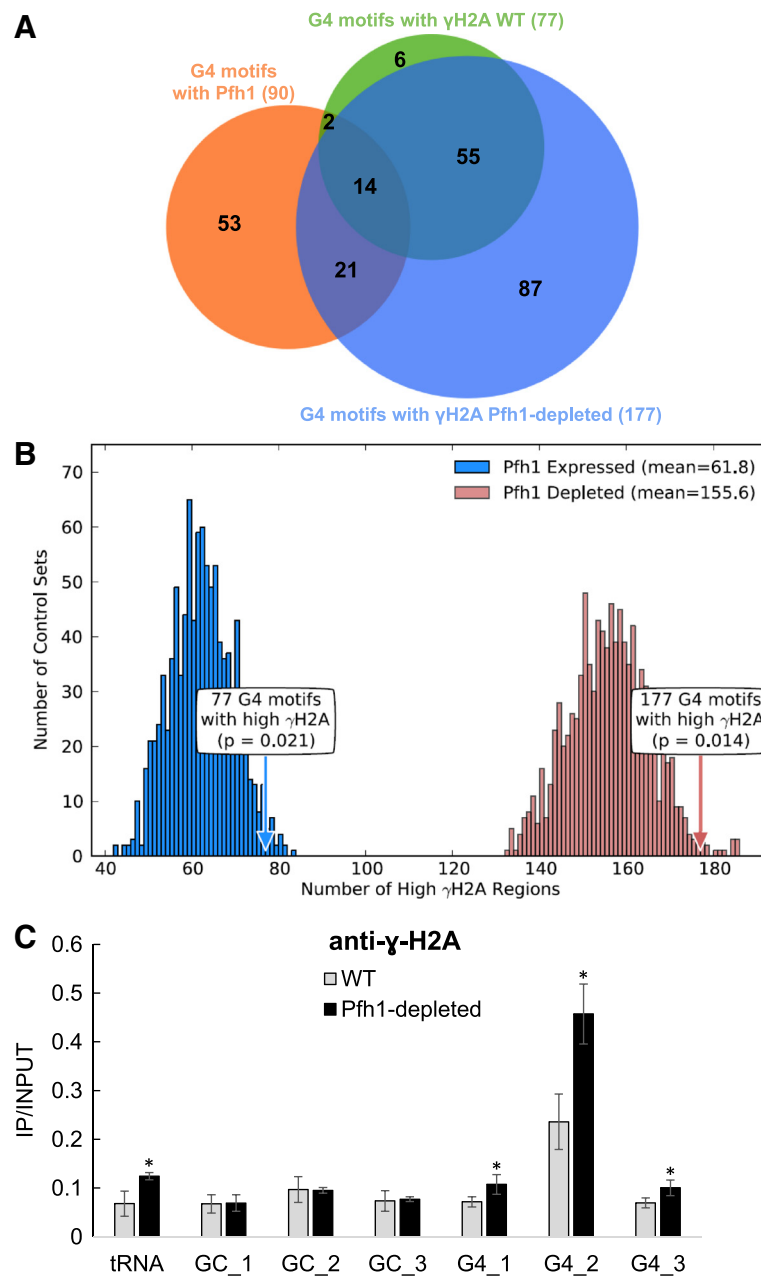 A
G4 motifs with γH2A WT (77)
G4 motifs
with Pfh1 (90)
6
2
55
14
53
21
87
G4 motifs with γH2A Pfh1-depleted (177)
B
70
60
50
40
30
20
10
0
Number of Control Sets
Pfh1 Expressed (mean=61.8)
Pfh1 Depleted (mean=155.6)
77 G4 motifs
with high γH2A
(p = 0.021)
177 G4 motifs
with high γH2A
(p = 0.014)
40 60 80 100 120 140 160 180
Number of High γH2A Regions
C
anti-ɣ-H2A
WT
Pfh1-depleted
0.6
0.5
0.4
0.3
0.2
0.1
0
IP/INPUT
*
*
*
*
tRNA GC_1 GC_2 GC_3 G4_1 G4_2 G4_3